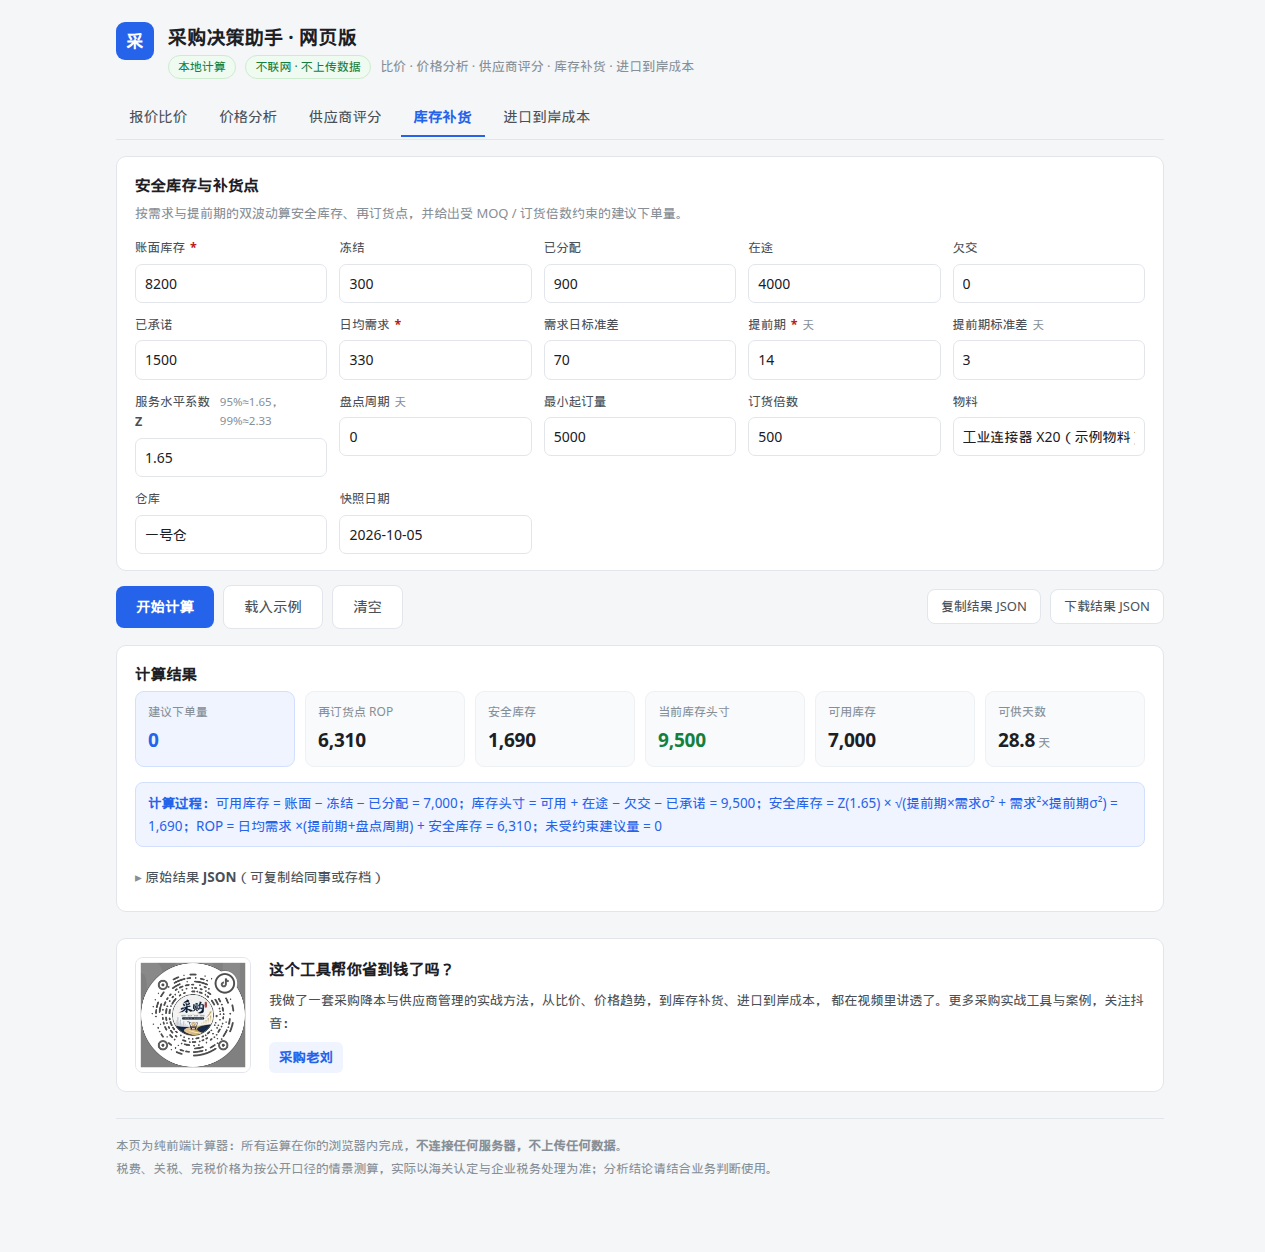 采
采购决策助手 · 网页版
本地计算 不联网 · 不上传数据 比价 · 价格分析 · 供应商评分 · 库存补货 · 进口到岸成本
报价比价 价格分析 供应商评分 库存补货 进口到岸成本
安全库存与补货点
按需求与提前期的双波动算安全库存、再订货点，并给出受 MOQ / 订货倍数约束的建议下单量。
账面库存 * 冻结 已分配 在途 欠交
8200 300 900 4000 0
已承诺 日均需求 * 需求日标准差 提前期 * 天 提前期标准差 天
1500 330 70 14 3
服务水平系数 Z 95%≈1.65，99%≈2.33 盘点周期 天 最小起订量 订货倍数 物料
1.65 0 5000 500 工业连接器 X20（示例物料
仓库 快照日期
一号仓 2026-10-05
开始计算 载入示例 清空 复制结果 JSON 下载结果 JSON
计算结果
建议下单量 再订货点 ROP 安全库存 当前库存头寸 可用库存 可供天数
0 6,310 1,690 9,500 7,000 28.8 天
计算过程：可用库存 = 账面 − 冻结 − 已分配 = 7,000；库存头寸 = 可用 + 在途 − 欠交 − 已承诺 = 9,500；安全库存 = Z(1.65) × √(提前期×需求σ² + 需求²×提前期σ²) =
1,690；ROP = 日均需求 ×(提前期+盘点周期) + 安全库存 = 6,310；未受约束建议量 = 0
▸ 原始结果 JSON（可复制给同事或存档）
采购
这个工具帮你省到钱了吗？
我做了一套采购降本与供应商管理的实战方法，从比价、价格趋势，到库存补货、进口到岸成本， 都在视频里讲透了。更多采购实战工具与案例，关注抖
音：
采购老刘
本页为纯前端计算器：所有运算在你的浏览器内完成，不连接任何服务器，不上传任何数据。
税费、关税、完税价格为按公开口径的情景测算，实际以海关认定与企业税务处理为准；分析结论请结合业务判断使用。